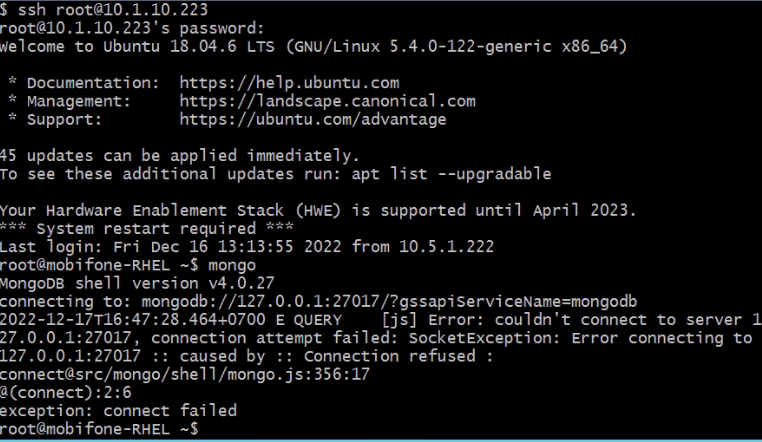 $ ssh root@10.1.10.223
root@10.1.10.223's password:
Welcome to Ubuntu 18.04.6 LTS (GNU/Linux 5.4.0-122-generic x86_64)
* Documentation:  https://help.ubuntu.com
* Management:     https://landscape.canonical.com
* Support:        https://ubuntu.com/advantage
45 updates can be applied immediately.
To see these additional updates run: apt list --upgradable
Your Hardware Enablement Stack (HWE) is supported until April 2023.
*** System restart required ***
Last login: Fri Dec 16 13:13:55 2022 from 10.5.1.222
root@mobifone-RHEL ~$ mongo
MongoDB shell version v4.0.27
connecting to: mongodb://127.0.0.1:27017/?gssapiServiceName=mongodb
2022-12-17T16:47:28.464+0700 E QUERY    [js] Error: couldn't connect to server 1
27.0.0.1:27017, connection attempt failed: SocketException: Error connecting to
127.0.0.1:27017 :: caused by :: Connection refused :
connect@src/mongo/shell/mongo.js:356:17
@(connect):2:6
exception: connect failed
root@mobifone-RHEL ~$